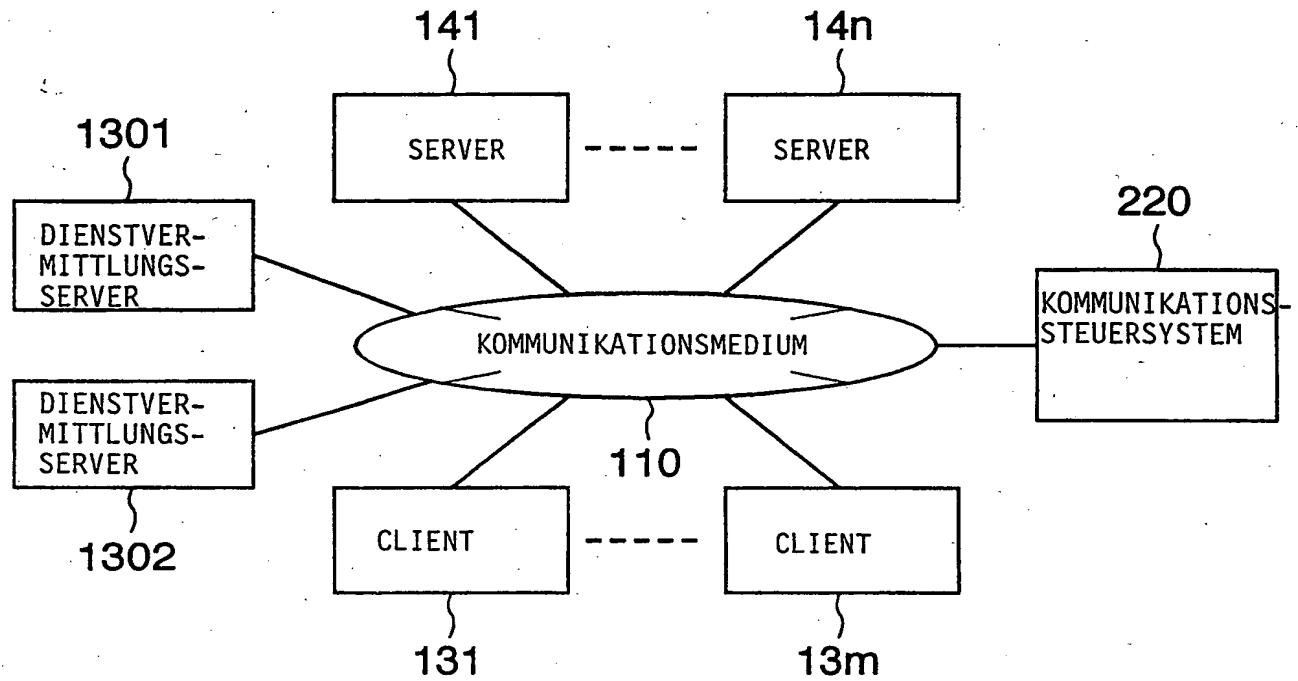 141
14n
SERVER
SERVER
1301
DIENSTVER-
MITTLUNGS-
SERVER
220
KOMMUNIKATIONS-
STEUERSYSTEM
KOMMUNIKATIONSMEDIUM
110
DIENSTVER-
MITTLUNGS-
SERVER
1302
CLIENT
CLIENT
131
13m